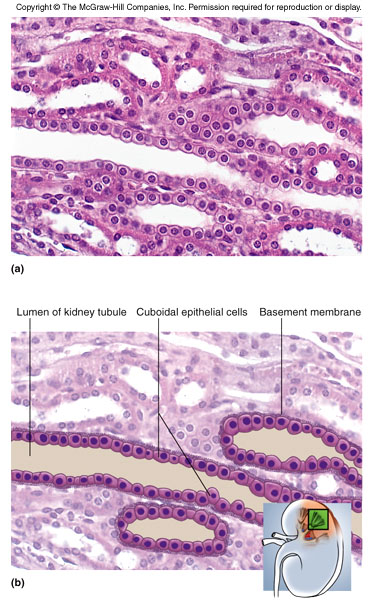 Copyright © The McGraw-Hill Companies, Inc. Permission required for reproduction or display.
(a)
Lumen of kidney tubule Cuboidal epithelial cells Basement membrane
(b)